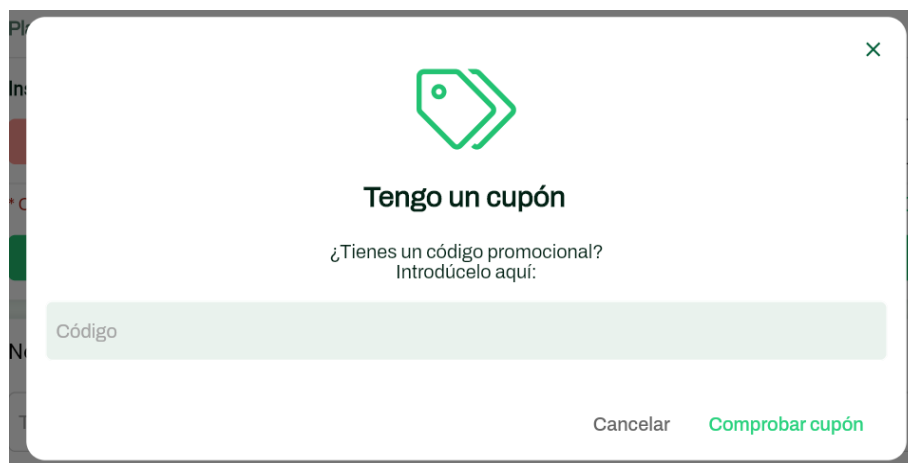 Tengo un cupón
¿Tienes un código promocional?
Introdúcelo aquí:
Código
Cancelar
Comprobar cupón